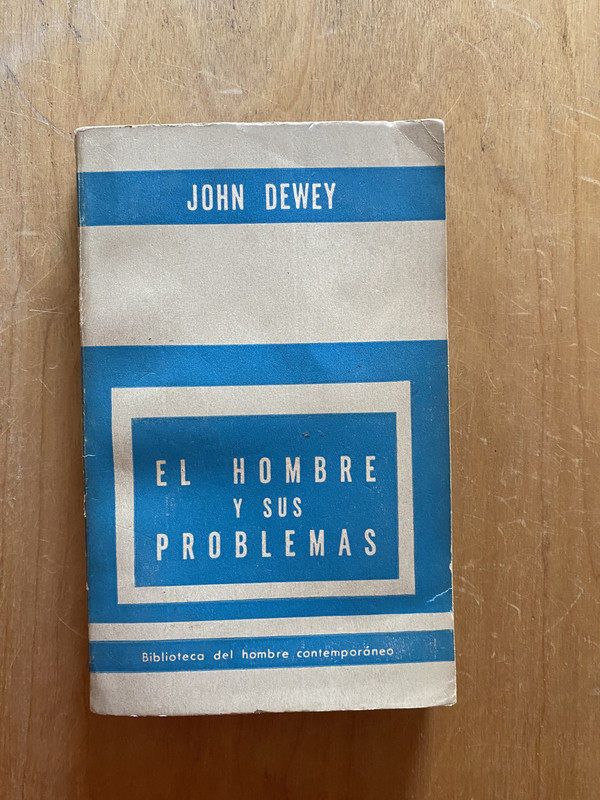 JOHN DEWEY
EL HOMBRE
Y SUS
PROBLEMAS
Biblioteca del hombre contemporáneo